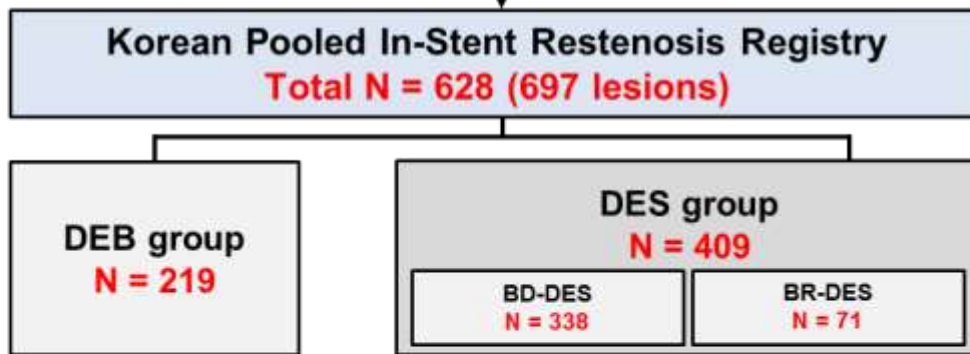 Korean Pooled In-Stent Restenosis Registry
Total N = 628 (697 lesions)
DEB group
N = 219
DES group
N = 409
BD-DES
N = 338
BR-DES
N = 71